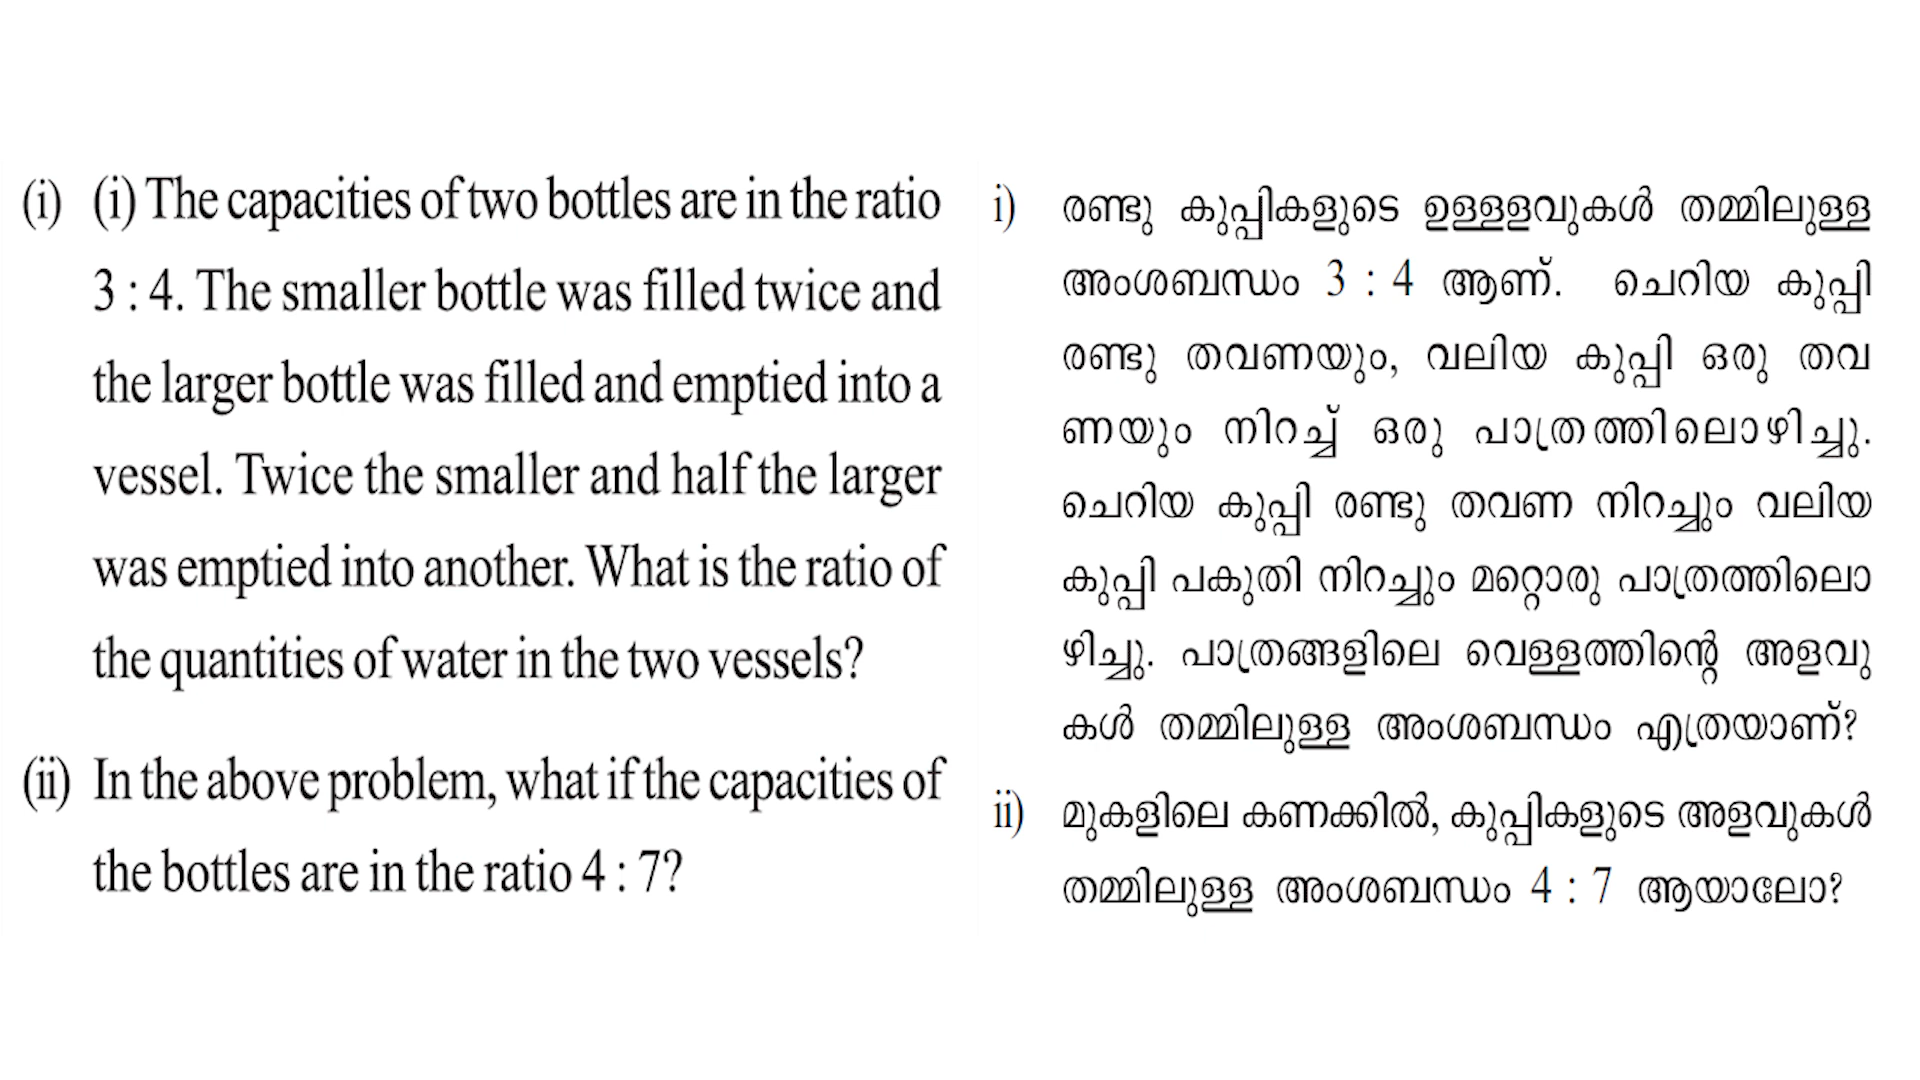 (i) (i) The capacities of two bottles are in the ratio
3 : 4. The smaller bottle was filled twice and
the larger bottle was filled and emptied into a
vessel. Twice the smaller and half the larger
was emptied into another. What is the ratio of
the quantities of water in the two vessels?
(ii) In the above problem, what if the capacities of
the bottles are in the ratio 4 : 7?
i) രണ്ടു കുപ്പികളുടെ ഉള്ളളവുകൾ തമ്മിലുള്ള
അംശബന്ധം 3 : 4 ആണ്. ചെറിയ കുപ്പി
രണ്ടു തവണയും, വലിയ കുപ്പി ഒരു തവ
ണയും നിറച്ച് ഒരു പാത്രത്തിലൊഴിച്ചു.
ചെറിയ കുപ്പി രണ്ടു തവണ നിറച്ചും വലിയ
കുപ്പി പകുതി നിറച്ചും മറ്റൊരു പാത്രത്തിലൊ
ഴിച്ചു. പാത്രങ്ങളിലെ വെള്ളത്തിന്റെ അളവു
കൾ തമ്മിലുള്ള അംശബന്ധം എത്രയാണ്?
ii) മുകളിലെ കണക്കിൽ, കുപ്പികളുടെ അളവുകൾ
തമ്മിലുള്ള അംശബന്ധം 4 : 7 ആയാലോ?